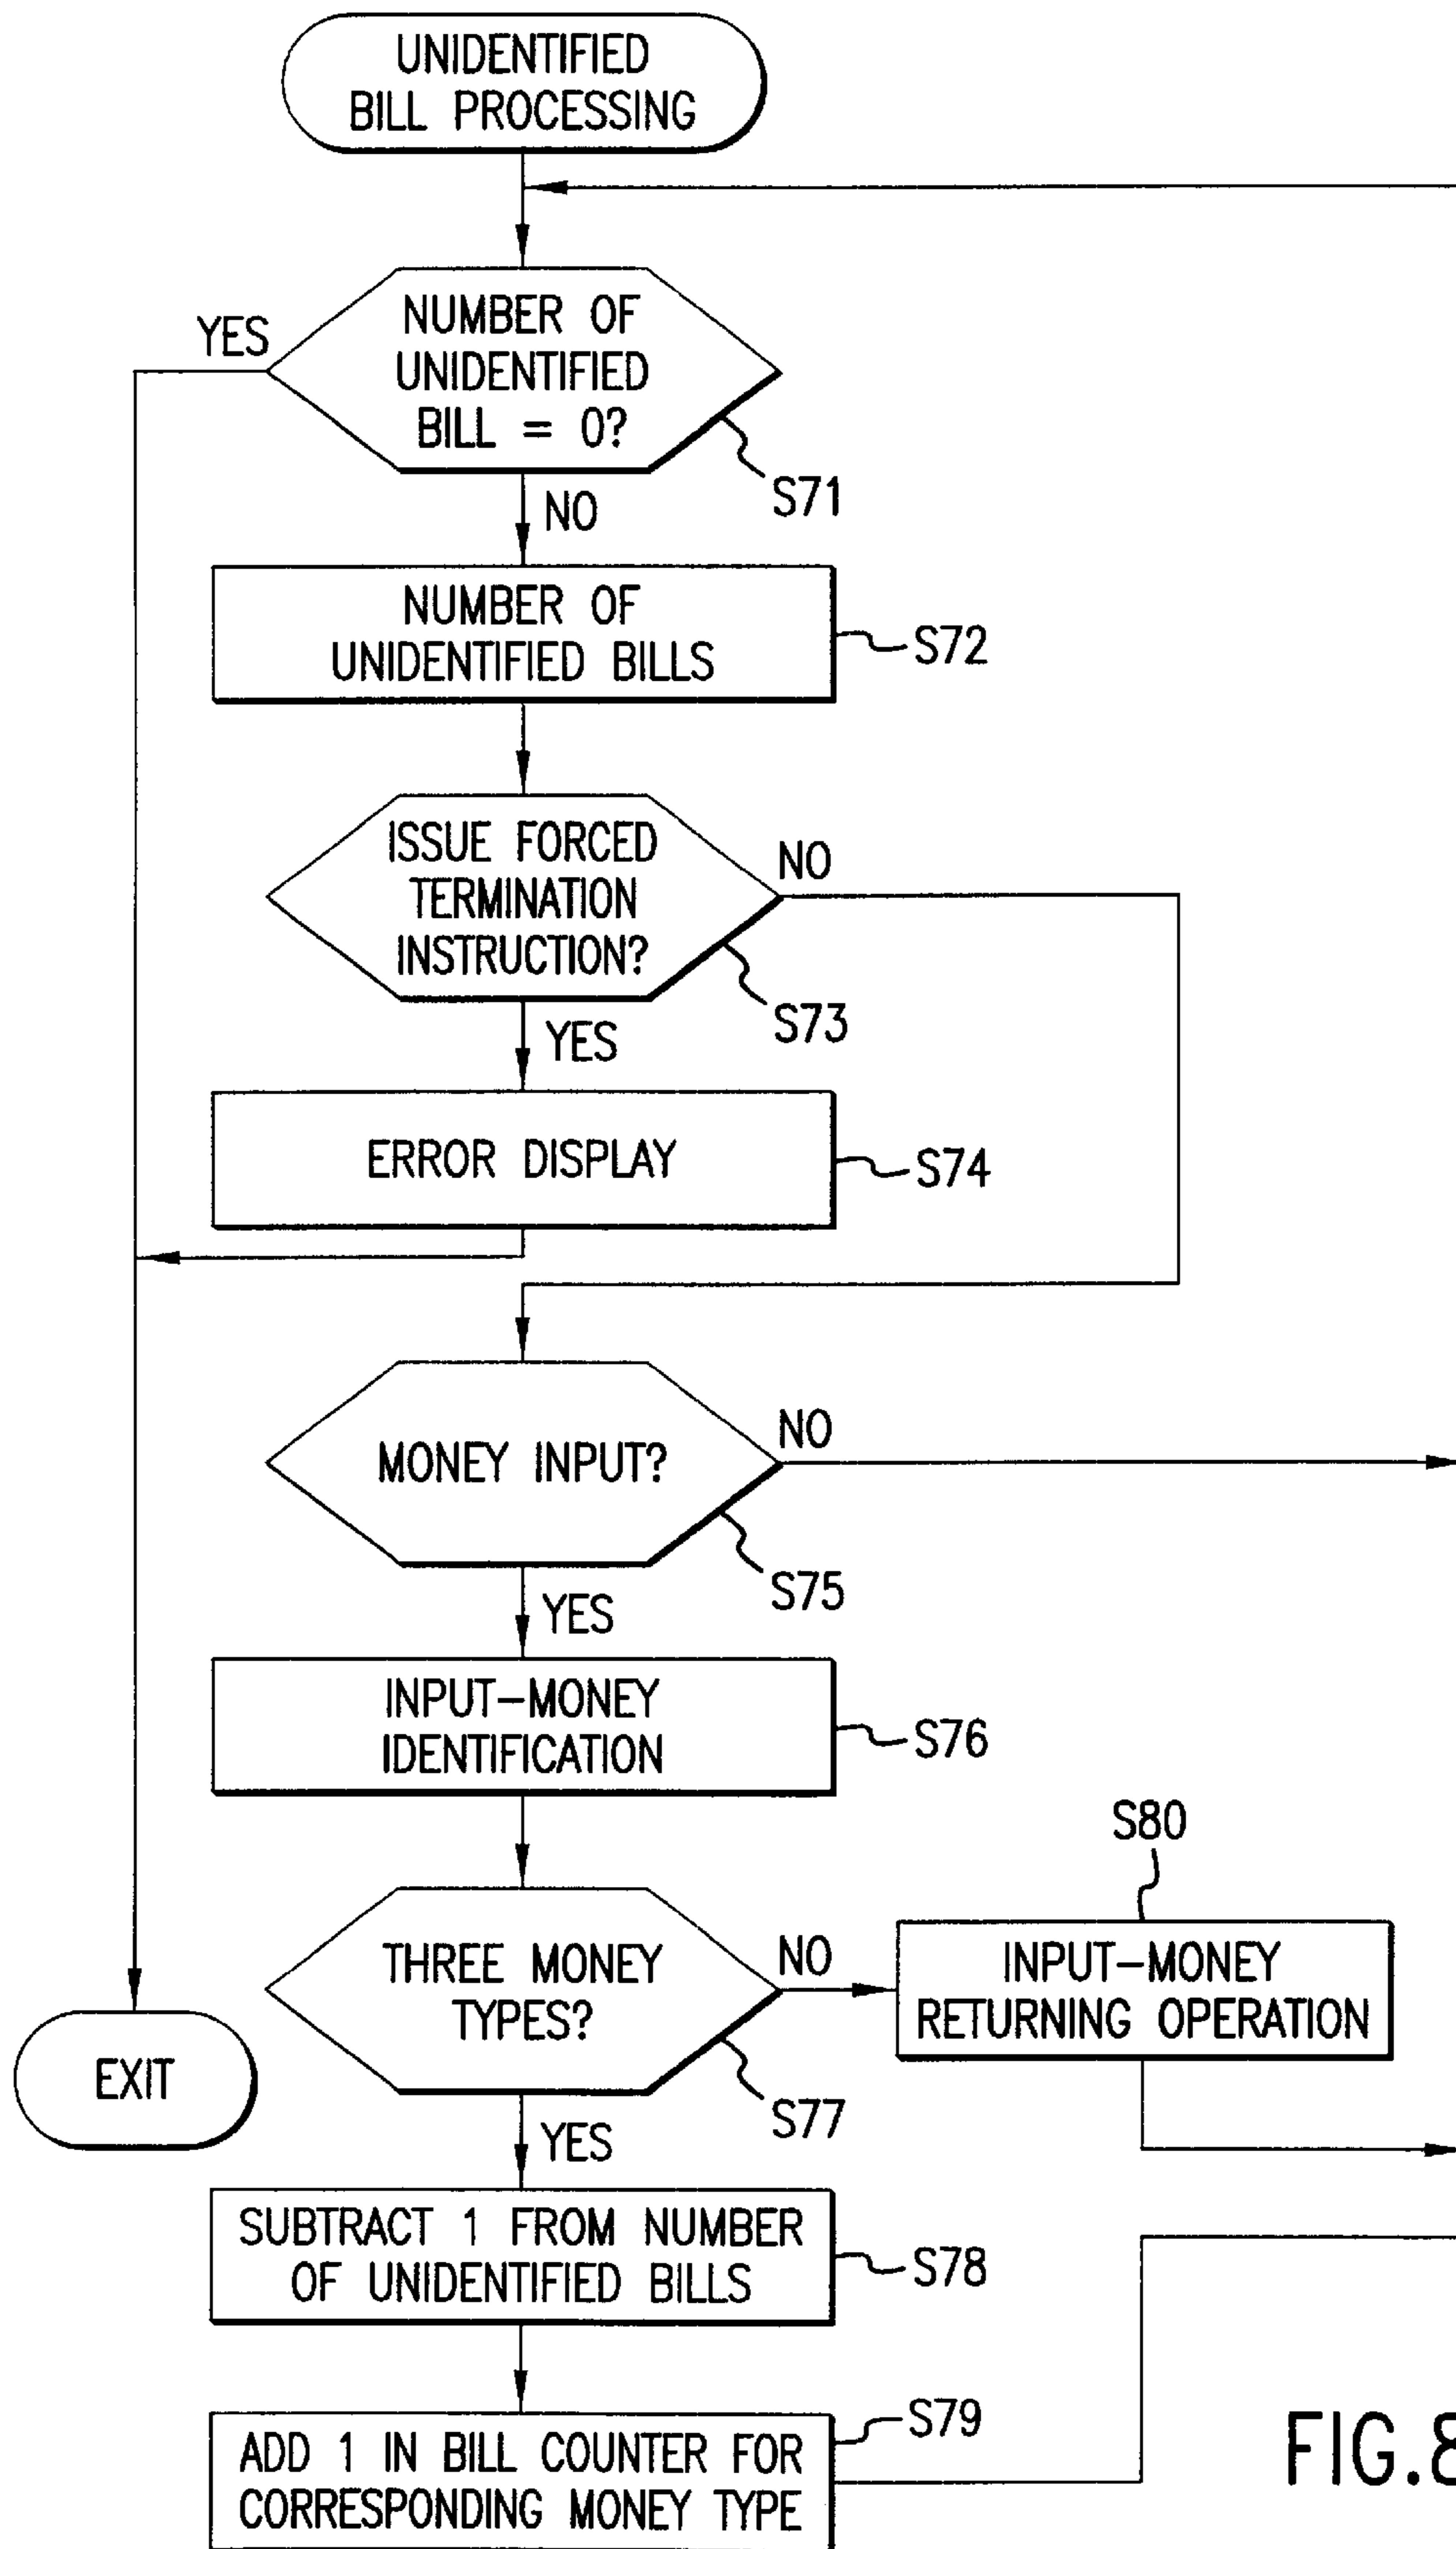 UNIDENTIFIED
BILL PROCESSING
YES
NUMBER OF
UNIDENTIFIED
BILL = 0?
S71
NO
NUMBER OF
UNIDENTIFIED BILLS
S72
ISSUE FORCED
TERMINATION
INSTRUCTION?
NO
S73
YES
ERROR DISPLAY
S74
MONEY INPUT?
NO
S75
YES
INPUT-MONEY
IDENTIFICATION
S76
S80
THREE MONEY
TYPES?
NO
INPUT-MONEY
RETURNING OPERATION
EXIT
S77
YES
SUBTRACT 1 FROM NUMBER
OF UNIDENTIFIED BILLS
S78
ADD 1 IN BILL COUNTER FOR
CORRESPONDING MONEY TYPE
S79
FIG.8